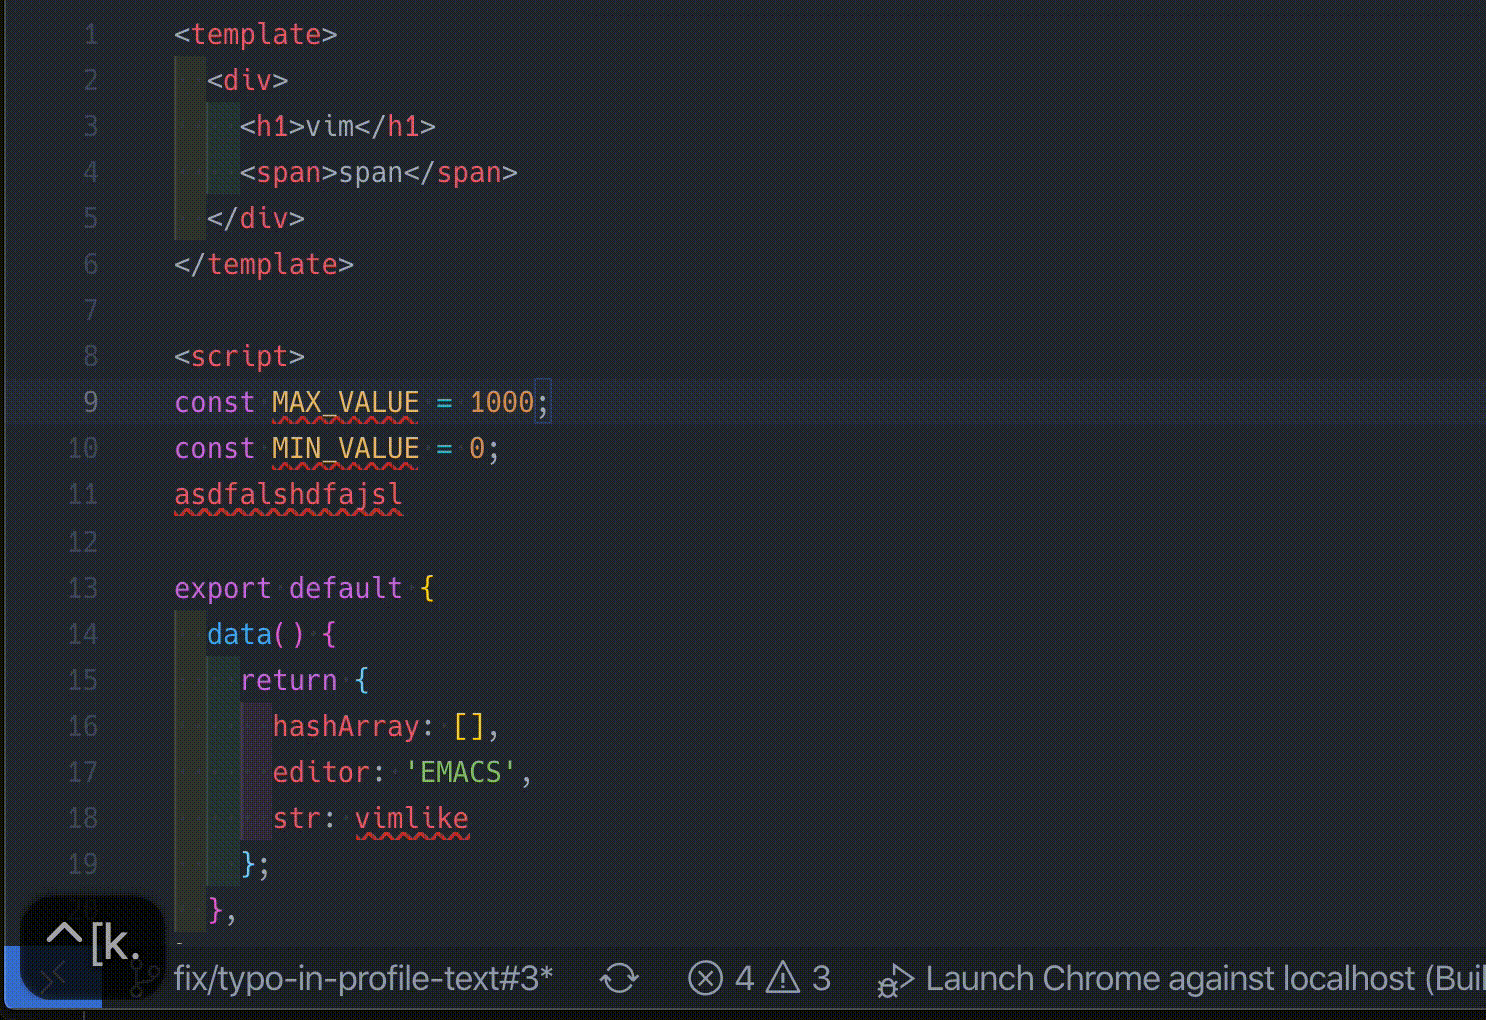 1 <template>
2 <div>
3 <h1>vim</h1>
4 <span>span</span>
5 </div>
6 </template>
7
8 <script>
9 const MAX_VALUE = 1000;
10 const MIN_VALUE = 0;
11 asdfalshdfajsl
12
13 export default {
14 data() {
15 return {
16 hashArray: [],
17 editor: 'EMACS',
18 str: vimlike
19 };
},
^[k.
fix/typo-in-profile-text#3* 4 3 Launch Chrome against localhost (Buil